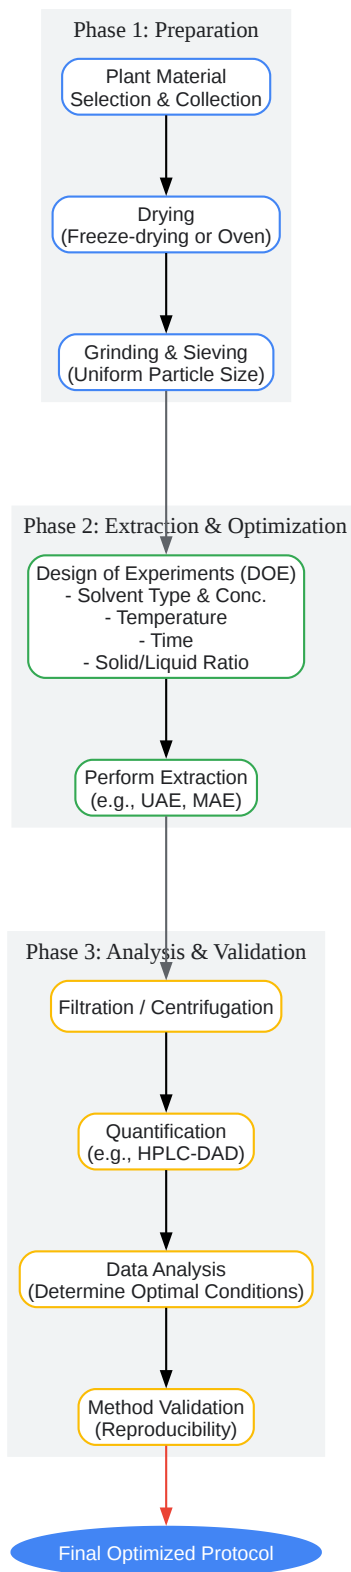 Phase 1: Preparation
Plant Material
Selection & Collection
Drying
(Freeze-drying or Oven)
Grinding & Sieving
(Uniform Particle Size)
Phase 2: Extraction & Optimization
Design of Experiments (DOE)
- Solvent Type & Conc.
- Temperature
- Time
- Solid/Liquid Ratio
Perform Extraction
(e.g., UAE, MAE)
Phase 3: Analysis & Validation
Filtration / Centrifugation
Quantification
(e.g., HPLC-DAD)
Data Analysis
(Determine Optimal Conditions)
Method Validation
(Reproducibility)
Final Optimized Protocol